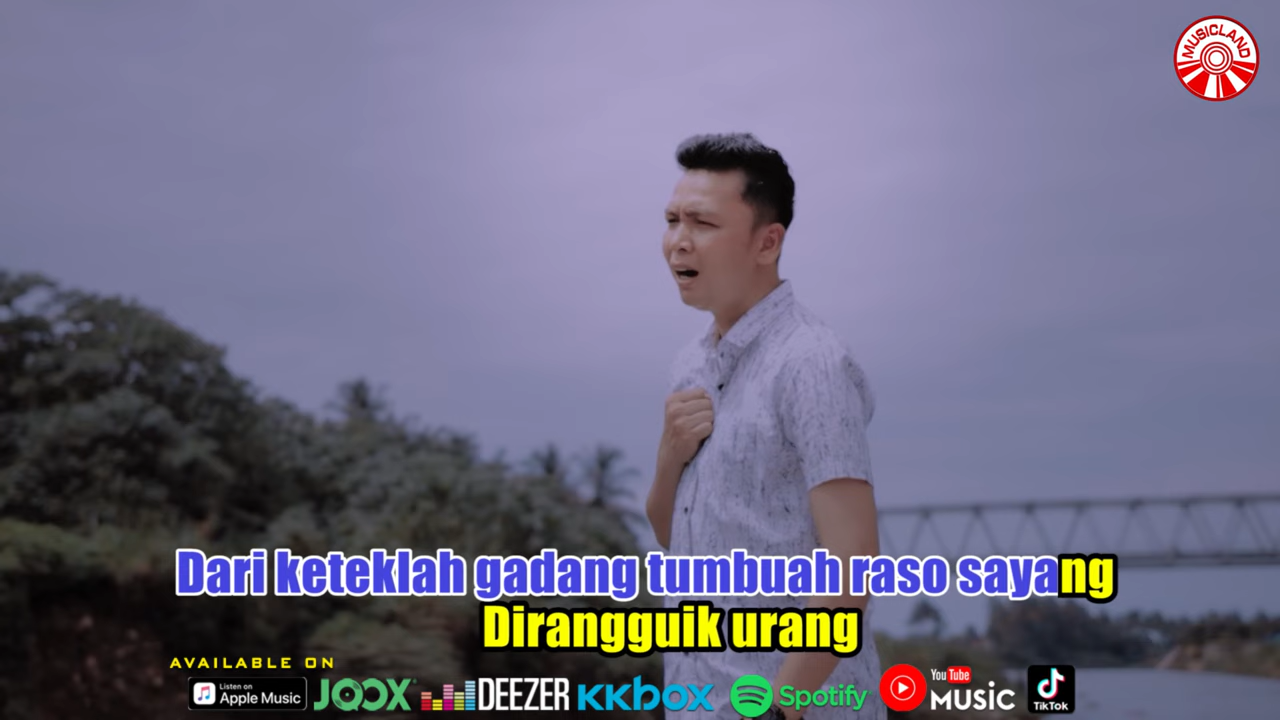 MUSICLAND
Dari keteklah gadang tumbuah raso sayang
Dirangguik urang
AVAILABLE ON
Listen on
Apple Music
JOOX
DEEZER
KKBOX
Spotify
YouTube
MUSIC
TikTok